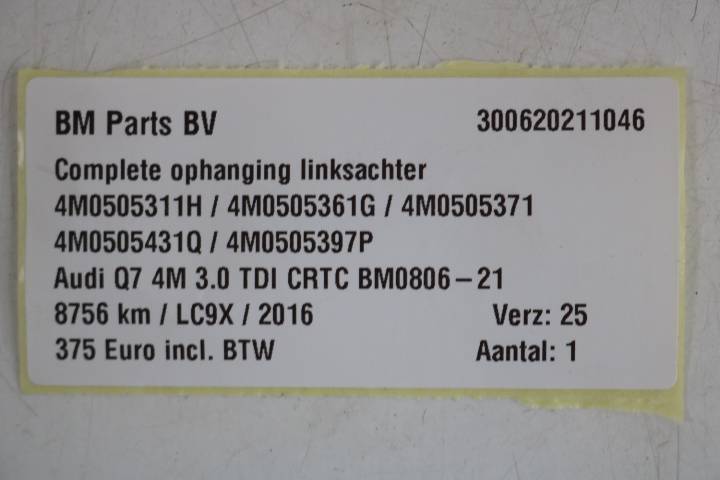 BM Parts BV 300620211046
Complete ophanging linksachter
4M0505311H / 4M0505361G / 4M0505371
4M0505431Q / 4M0505397P
Audi Q7 4M 3.0 TDI CRTC BM0806-21
8756 km / LC9X / 2016 Verz: 25
375 Euro incl. BTW Aantal: 1